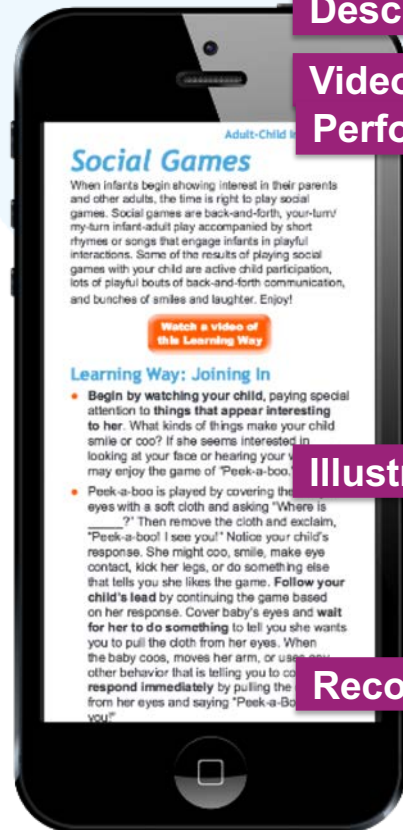 Desc
Video
Perfo
Adult-Child
Social Games
When infants begin showing interest in their parents
and other adults, the time is right to play social
games. Social games are back-and-forth, your-turn/
my-turn infant-adult play accompanied by short
rhymes or songs that engage infants in playful
interactions. Some of the results of playing social
games with your child are active child participation,
lots of playful bouts of back-and-forth communication,
and bunches of smiles and laughter. Enjoy!
Watch a video of
this Learning Way
Learning Way: Joining In
• Begin by watching your child, paying special
attention to things that appear interesting
to her. What kinds of things make your child
smile or coo? If she seems interested in
looking at your face or hearing your
may enjoy the game of "Peek-a-boo.
Illustr
• Peek-a-boo is played by covering the
eyes with a soft cloth and asking "Where is
_____?' Then remove the cloth and exclaim,
"Peek-a-boo! I see you!" Notice your child's
response. She might coo, smile, make eye
contact, kick her legs, or do something else
that tells you she likes the game. Follow your
child's lead by continuing the game based
on her response. Cover baby's eyes and wait
for her to do something to tell you she wants
you to pull the cloth from her eyes. When
the baby coos, moves her arm, or uses any
other behavior that is telling you to
respond immediately by pulling the
from her eyes and saying "Peek-a-Bo
you!"
Reco